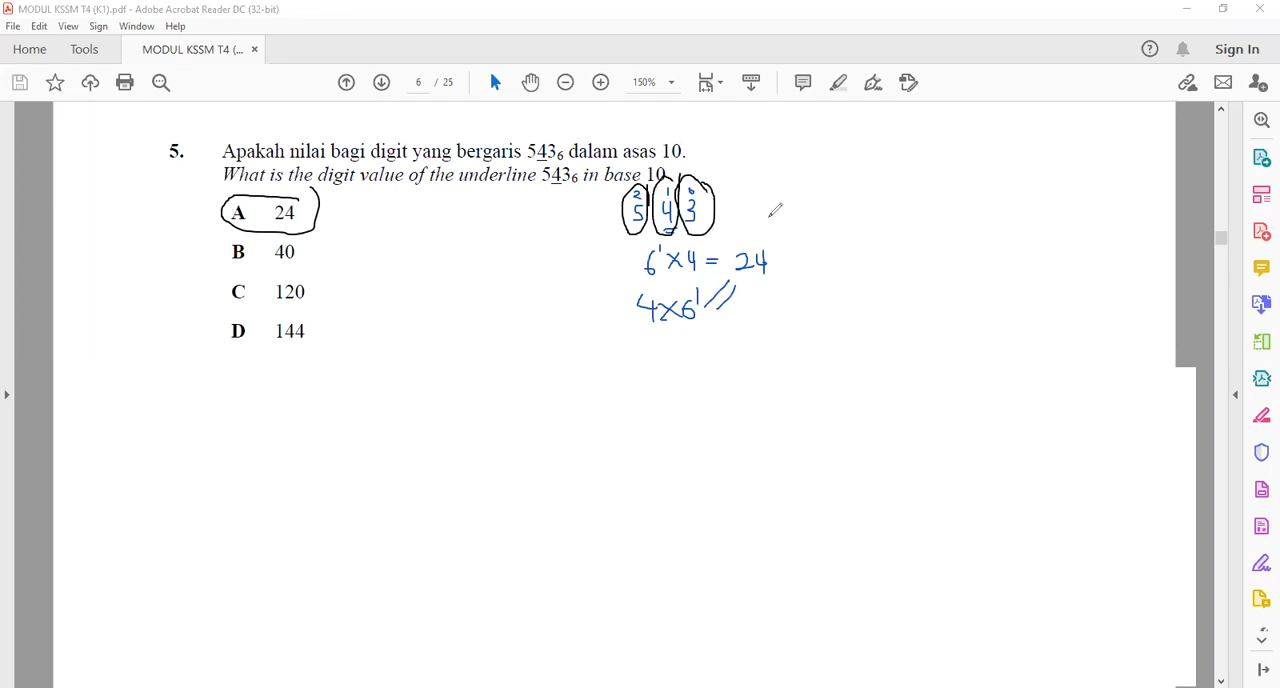 MODUL KSSM T4 (K1).pdf - Adobe Acrobat Reader DC (32-bit)
File Edit View Sign Window Help
Home Tools MODUL KSSM T4 (... × Sign In
6 / 25 150%
5. Apakah nilai bagi digit yang bergaris 543₆ dalam asas 10.
What is the digit value of the underline 543₆ in base 10.
2 1 0
A 24 5 4 3
B 40 6¹ × 4 = 24
C 120 4 × 6¹
D 144